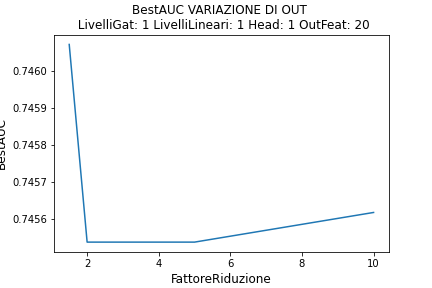 BestAUC VARIAZIONE DI OUT
LivelliGat: 1 LivelliLineari: 1 Head: 1 OutFeat: 20
0.7460
0.7459
0.7458
0.7457
0.7456
BestAUC
2 4 6 8 10
FattoreRiduzione